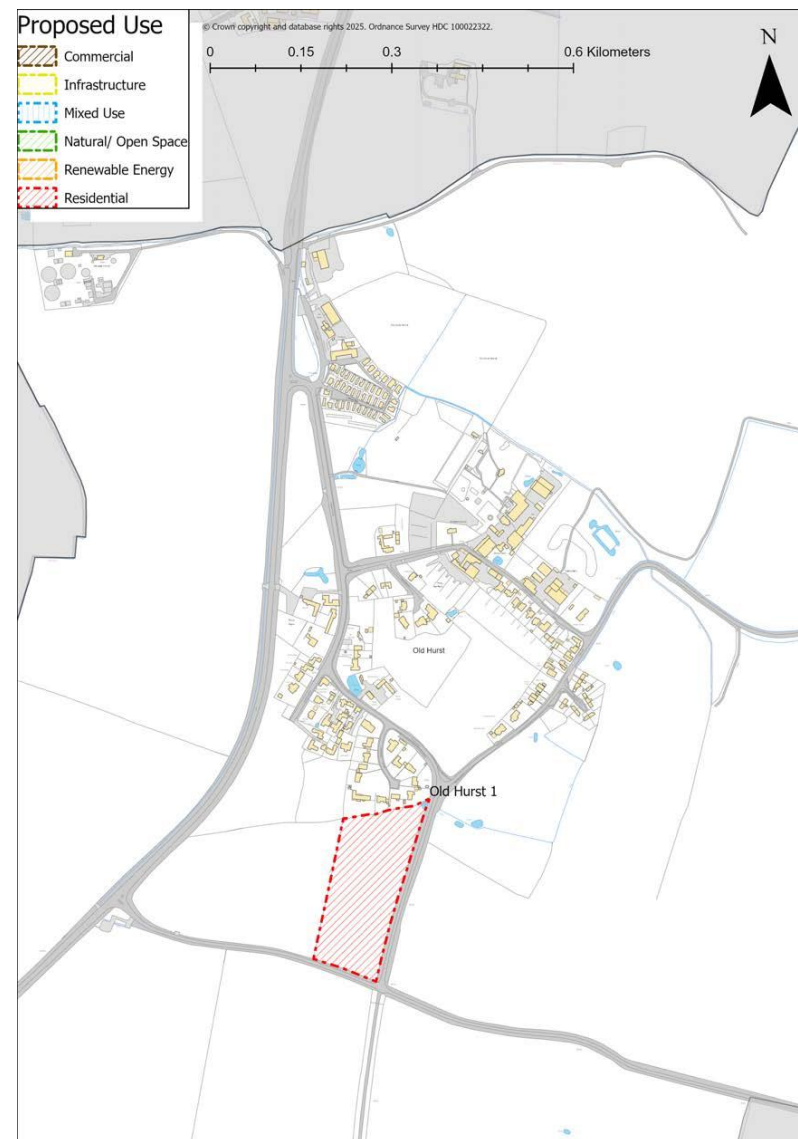 Proposed Use
Commercial
Infrastructure
Mixed Use
Natural/ Open Space
Renewable Energy
Residential
© Crown copyright and database rights 2025. Ordnance Survey HDC 100022322.
0 0.15 0.3 0.6 Kilometers
N
Old Hurst
Old Hurst 1